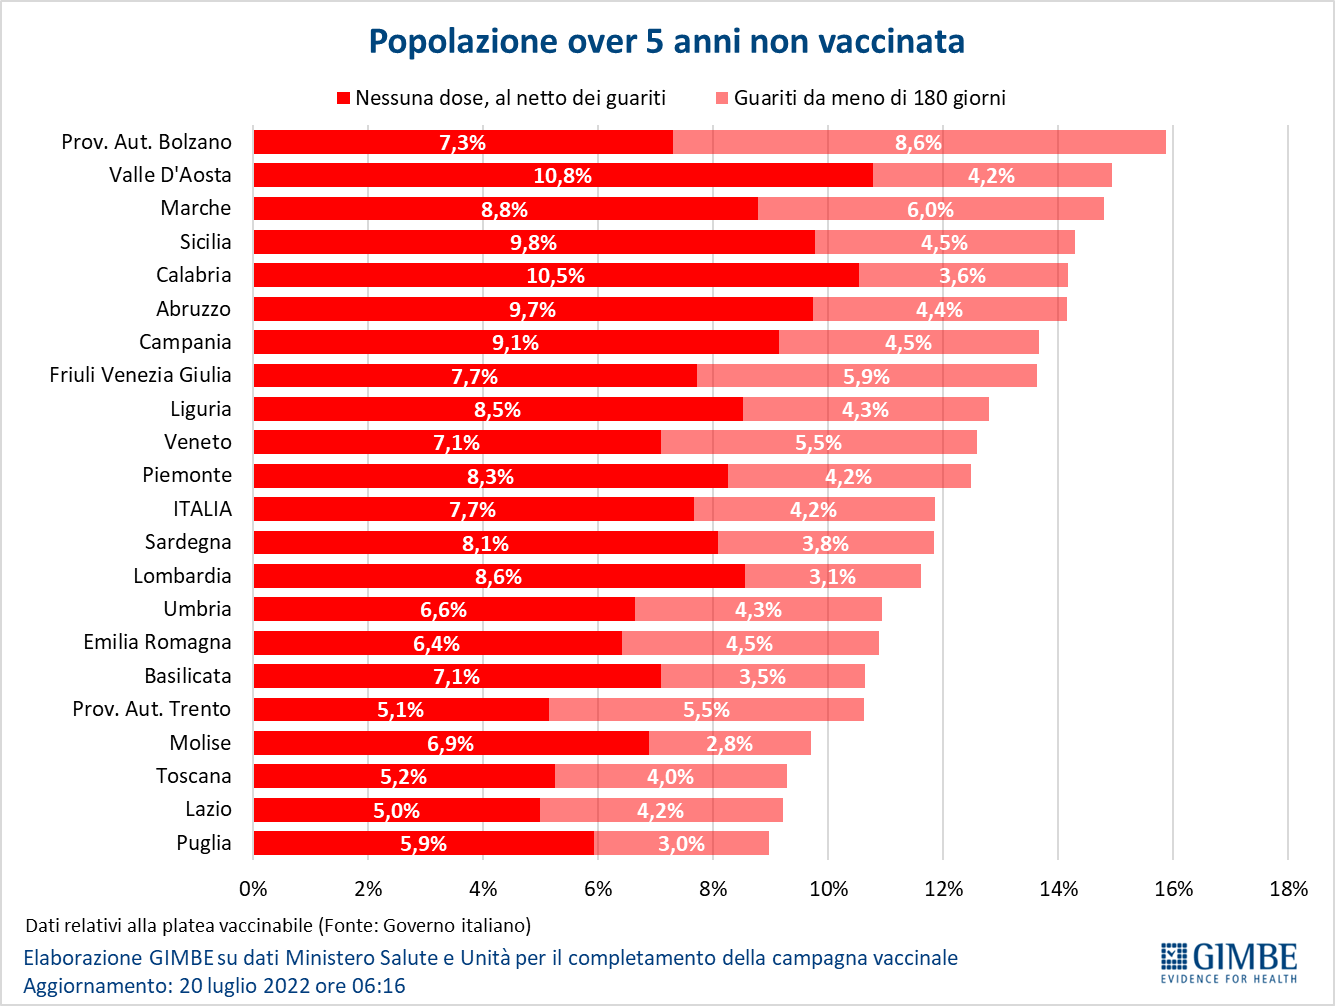 Popolazione over 5 anni non vaccinata
Nessuna dose, al netto dei guariti Guariti da meno di 180 giorni
Prov. Aut. Bolzano 7,3% 8,6%
Valle D'Aosta 10,8% 4,2%
Marche 8,8% 6,0%
Sicilia 9,8% 4,5%
Calabria 10,5% 3,6%
Abruzzo 9,7% 4,4%
Campania 9,1% 4,5%
Friuli Venezia Giulia 7,7% 5,9%
Liguria 8,5% 4,3%
Veneto 7,1% 5,5%
Piemonte 8,3% 4,2%
ITALIA 7,7% 4,2%
Sardegna 8,1% 3,8%
Lombardia 8,6% 3,1%
Umbria 6,6% 4,3%
Emilia Romagna 6,4% 4,5%
Basilicata 7,1% 3,5%
Prov. Aut. Trento 5,1% 5,5%
Molise 6,9% 2,8%
Toscana 5,2% 4,0%
Lazio 5,0% 4,2%
Puglia 5,9% 3,0%
0% 2% 4% 6% 8% 10% 12% 14% 16% 18%
Dati relativi alla platea vaccinabile (Fonte: Governo italiano)
Elaborazione GIMBE su dati Ministero Salute e Unità per il completamento della campagna vaccinale
Aggiornamento: 20 luglio 2022 ore 06:16
GIMBE
EVIDENCE FOR HEALTH